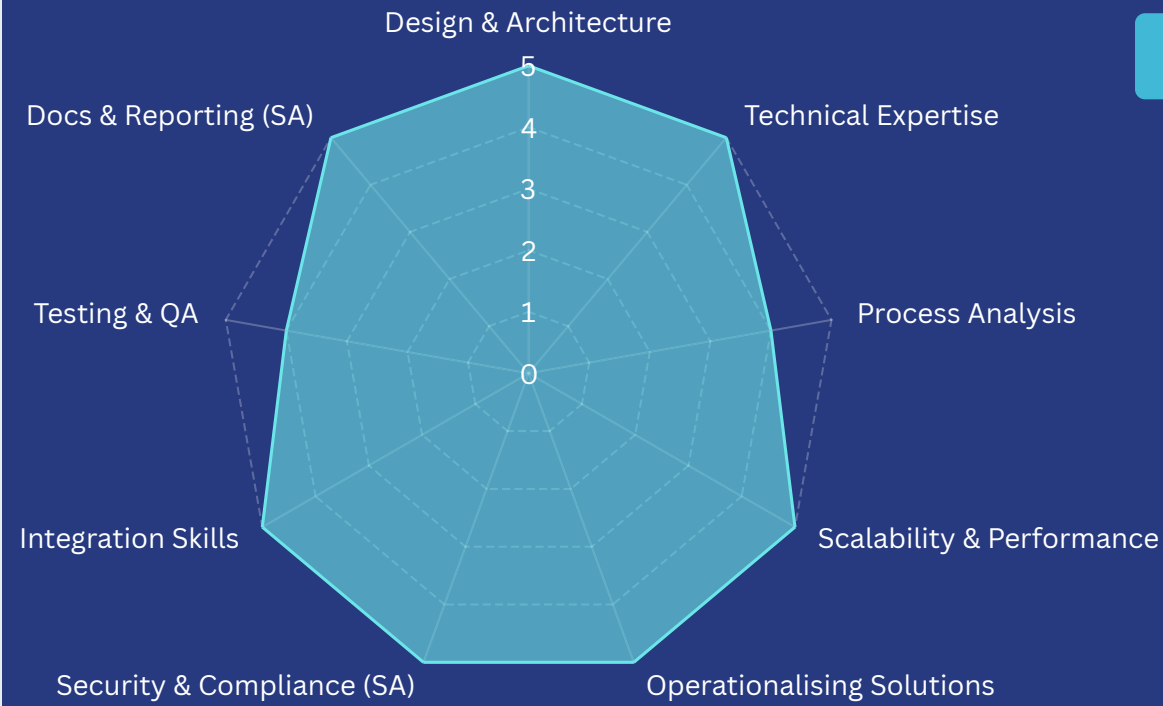 Design & Architecture
5
Docs & Reporting (SA)
Technical Expertise
4
3
2
Testing & QA
1
Process Analysis
0
Integration Skills
Scalability & Performance
Security & Compliance (SA)
Operationalising Solutions